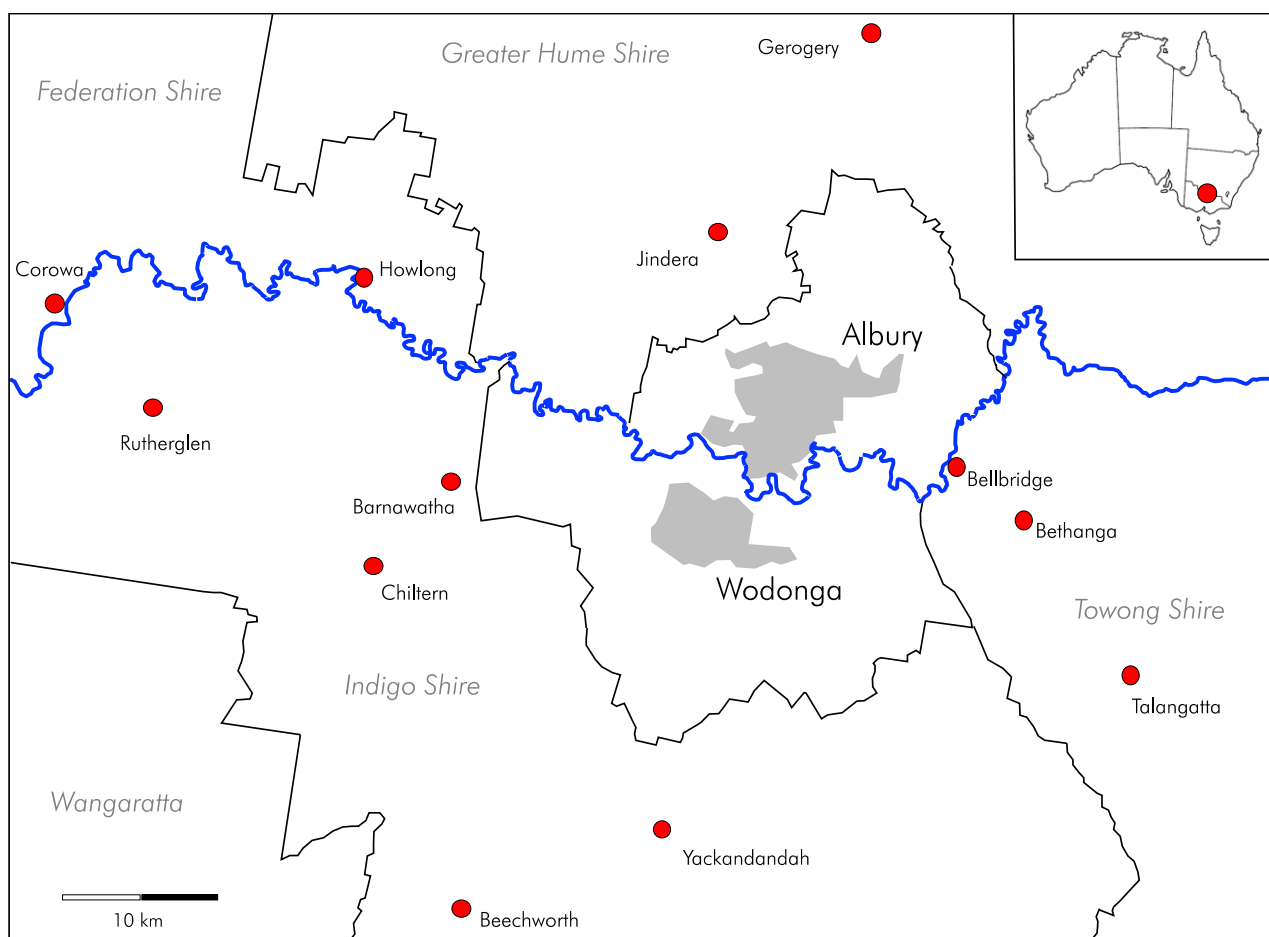 Gerogery
Greater Hume Shire
Federation Shire
Jindera
Corowa
Howlong
Albury
Rutherglen
Bellbridge
Barnawatha
Bethanga
Chiltern
Wodonga
Towong Shire
Indigo Shire
Talangatta
Wangaratta
Yackandandah
10 km
Beechworth